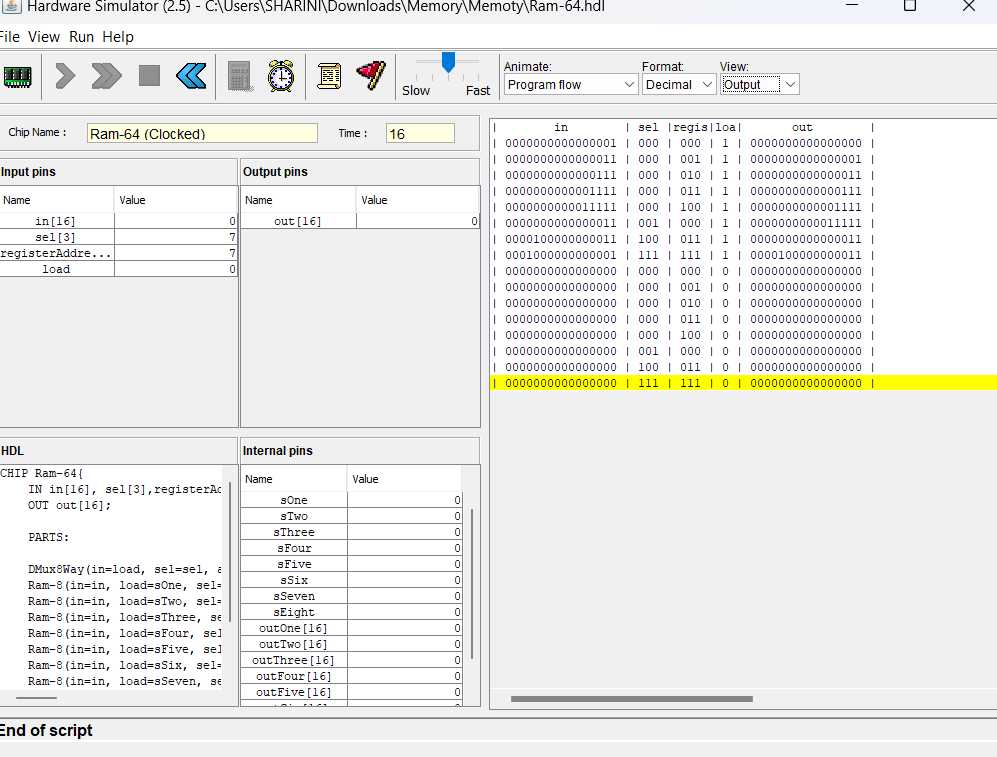 Hardware Simulator (2.5) - C:\Users\SHARINI\Downloads\Memory\Memoty\Ram-64.hdl
File View Run Help
Slow Fast
Animate: Format: View:
Program flow Decimal Output
Chip Name : Ram-64 (Clocked) Time : 16
Input pins
Name Value
in[16] 0
sel[3] 7
registerAddre... 7
load 0
Output pins
Name Value
out[16] 0
HDL
CHIP Ram-64{
IN in[16], sel[3],registerAd
OUT out[16];
PARTS:
DMux8Way(in=load, sel=sel, a
Ram-8(in=in, load=sOne, sel=
Ram-8(in=in, load=sTwo, sel=
Ram-8(in=in, load=sThree, se
Ram-8(in=in, load=sFour, sel
Ram-8(in=in, load=sFive, sel
Ram-8(in=in, load=sSix, sel=
Ram-8(in=in, load=sSeven, se
Internal pins
Name Value
sOne 0
sTwo 0
sThree 0
sFour 0
sFive 0
sSix 0
sSeven 0
sEight 0
outOne[16] 0
outTwo[16] 0
outThree[16] 0
outFour[16] 0
outFive[16] 0
| in | sel |regis|loa| out |
| 0000000000000001 | 000 | 000 | 1 | 0000000000000000 |
| 0000000000000011 | 000 | 001 | 1 | 0000000000000001 |
| 0000000000000111 | 000 | 010 | 1 | 0000000000000011 |
| 0000000000001111 | 000 | 011 | 1 | 0000000000000111 |
| 0000000000011111 | 000 | 100 | 1 | 0000000000001111 |
| 0000000000000011 | 001 | 000 | 1 | 0000000000011111 |
| 0000100000000011 | 100 | 011 | 1 | 0000000000000011 |
| 0001000000000001 | 111 | 111 | 1 | 0000100000000011 |
| 0000000000000000 | 000 | 000 | 0 | 0000000000000000 |
| 0000000000000000 | 000 | 001 | 0 | 0000000000000000 |
| 0000000000000000 | 000 | 010 | 0 | 0000000000000000 |
| 0000000000000000 | 000 | 011 | 0 | 0000000000000000 |
| 0000000000000000 | 000 | 100 | 0 | 0000000000000000 |
| 0000000000000000 | 001 | 000 | 0 | 0000000000000000 |
| 0000000000000000 | 100 | 011 | 0 | 0000000000000000 |
| 0000000000000000 | 111 | 111 | 0 | 0000000000000000 |
End of script